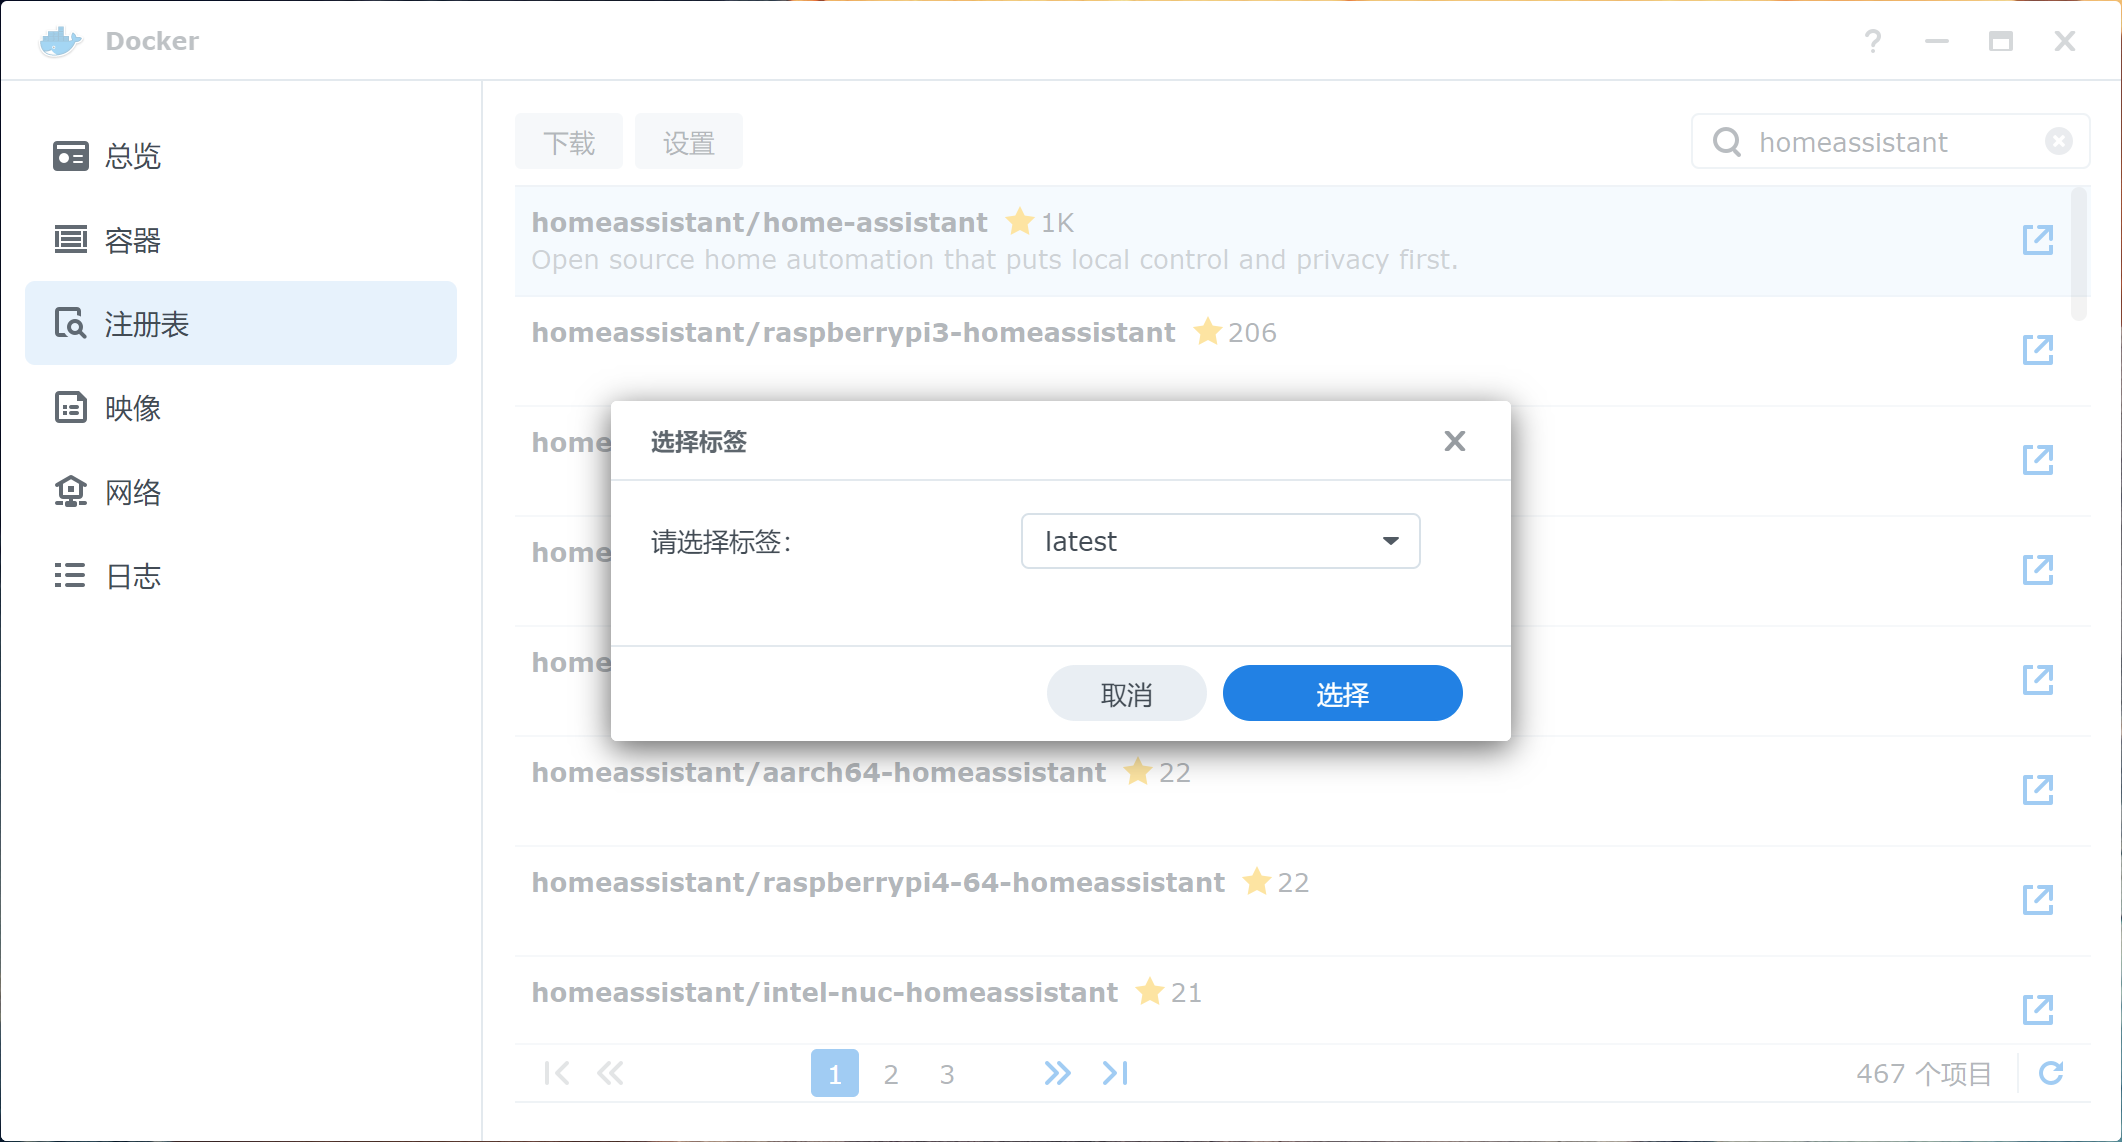 Docker
总览
容器
注册表
映像
网络
日志
下载
设置
homeassistant
homeassistant/home-assistant 1K
Open source home automation that puts local control and privacy first.
homeassistant/raspberrypi3-homeassistant 206
home
home
home
选择标签
请选择标签：
latest
取消
选择
homeassistant/aarch64-homeassistant 22
homeassistant/raspberrypi4-64-homeassistant 22
homeassistant/intel-nuc-homeassistant 21
1 2 3
467 个项目